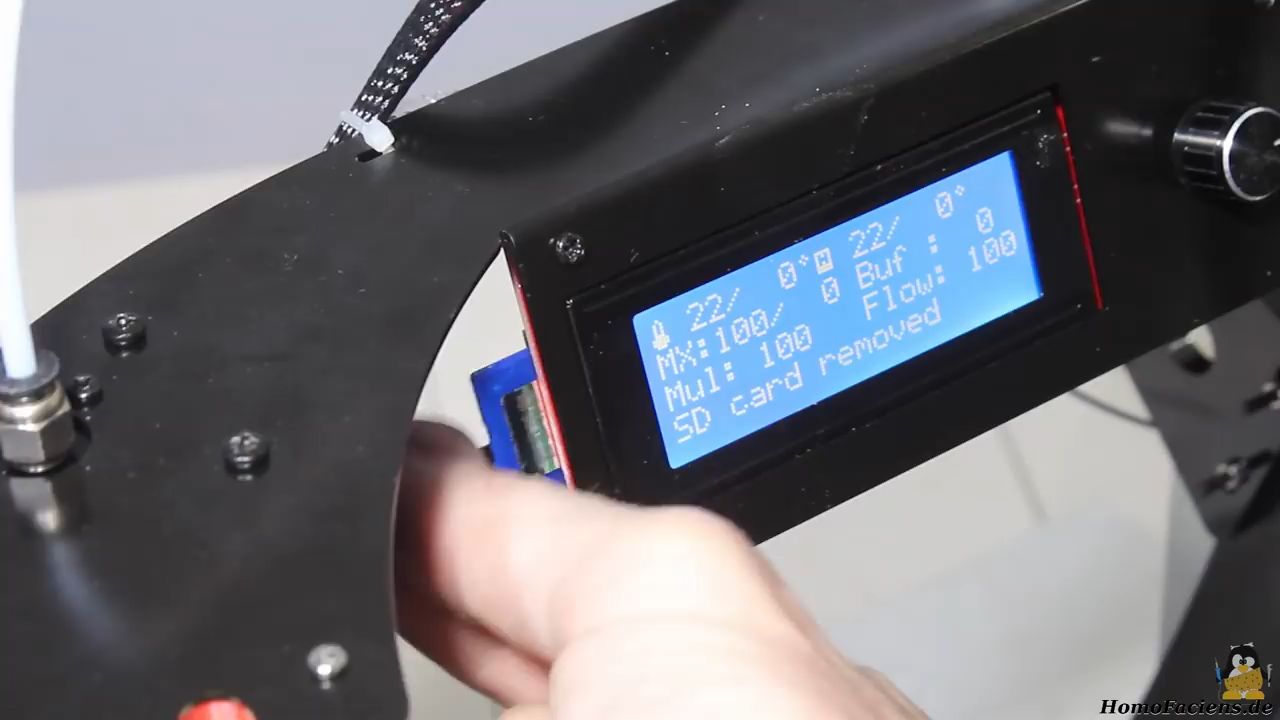 22/ 0° 22/ 0°
MX:100/ 0 Buf : 0
Mul: 100 Flow: 100
SD card removed
HomoFaciens.de